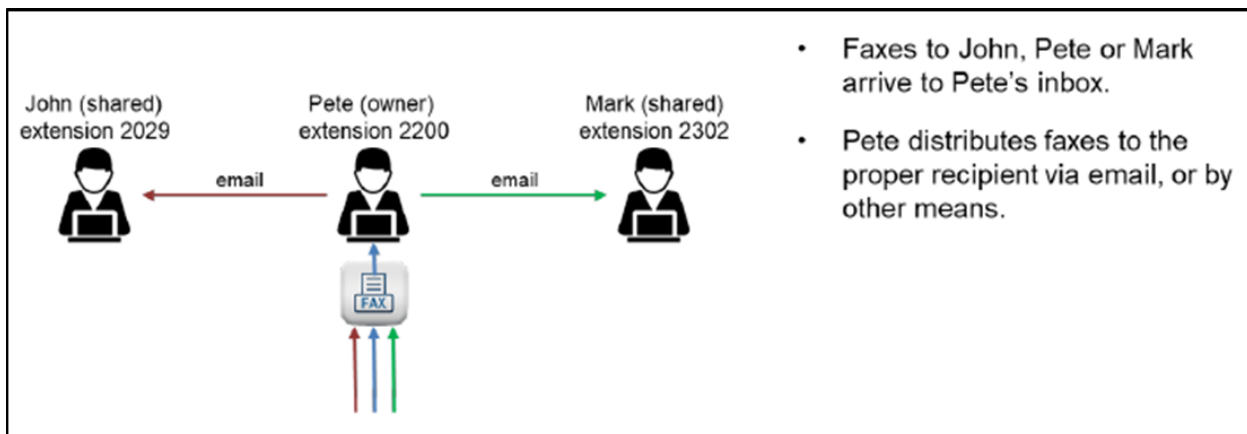 John (shared)
extension 2029
Pete (owner)
extension 2200
Mark (shared)
extension 2302
email
email
FAX
• Faxes to John, Pete or Mark
arrive to Pete's inbox.
• Pete distributes faxes to the
proper recipient via email, or by
other means.